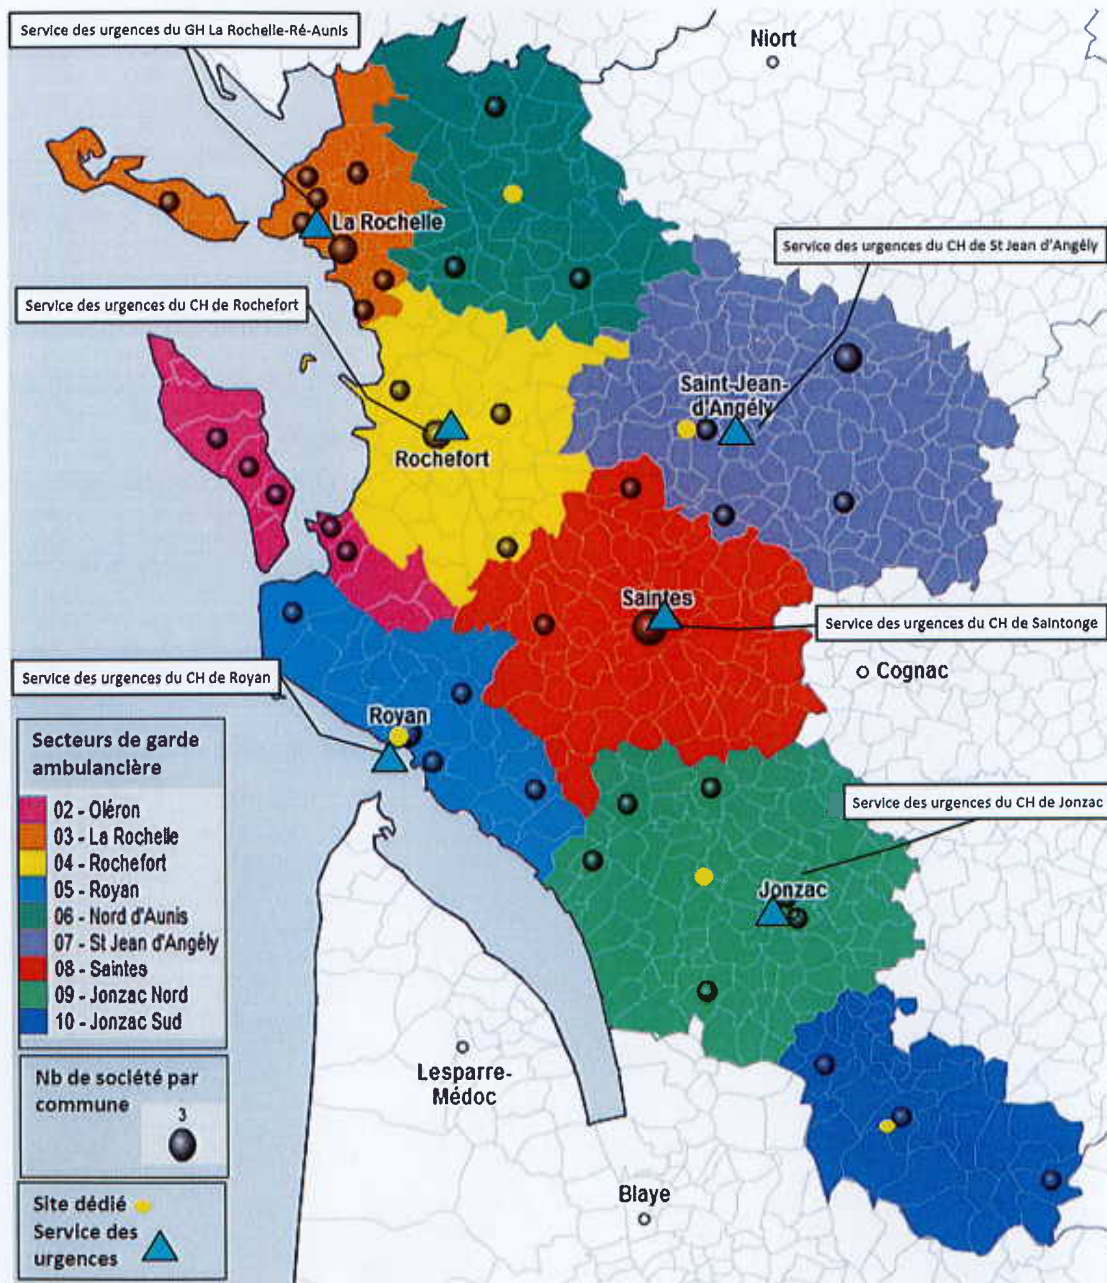 Service des urgences du GH La Rochelle-Ré-Aunis
Niort
La Rochelle
Service des urgences du CH de St Jean d'Angély
Service des urgences du CH de Rochefort
Saint-Jean-
d'Angély
Rochefort
Saintes
Service des urgences du CH de Saintonge
Cognac
Service des urgences du CH de Royan
Royan
Secteurs de garde
ambulancière
02 - Oléron
03 - La Rochelle
04 - Rochefort
05 - Royan
06 - Nord d'Aunis
07 - St Jean d'Angély
08 - Saintes
09 - Jonzac Nord
10 - Jonzac Sud
Service des urgences du CH de Jonzac
Jonzac
Nb de société par
commune
3
Lesparre-
Médoc
Site dédié
Service des
urgences
Blaye